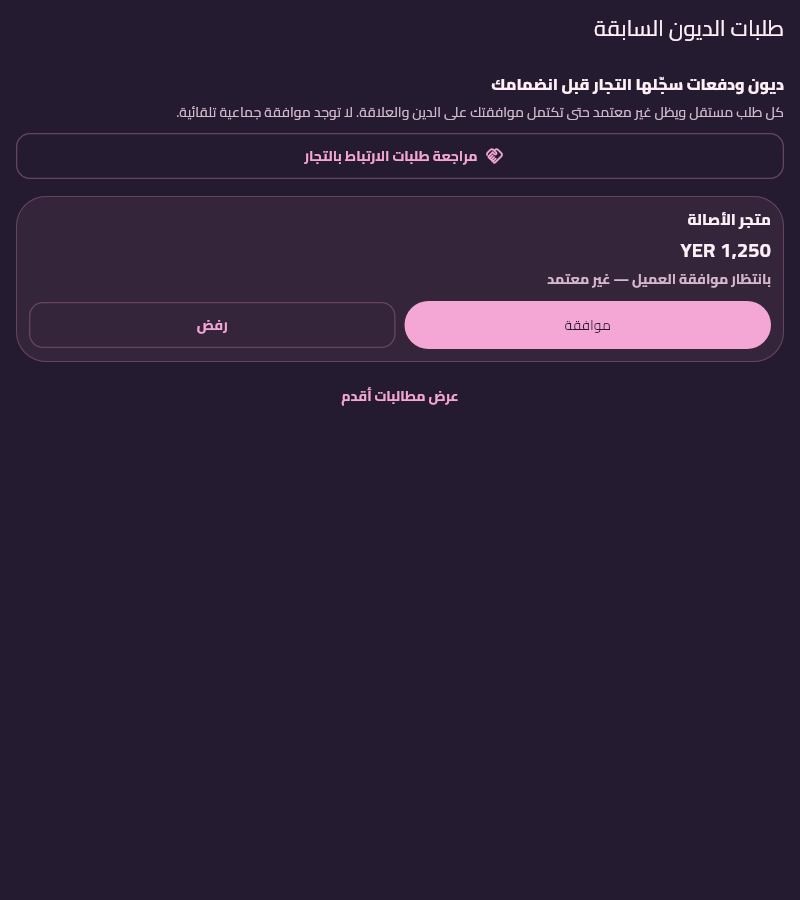 طلبات الديون السابقة
ديون ودفعات سجّلها التجار قبل انضمامك
كل طلب مستقل ويظل غير معتمد حتى تكتمل موافقتك على الدين والعلاقة. لا توجد موافقة جماعية تلقائية.
مراجعة طلبات الارتباط بالتجار
متجر الأصالة
YER 1,250
بانتظار موافقة العميل — غير معتمد
موافقة
رفض
عرض مطالبات أقدم